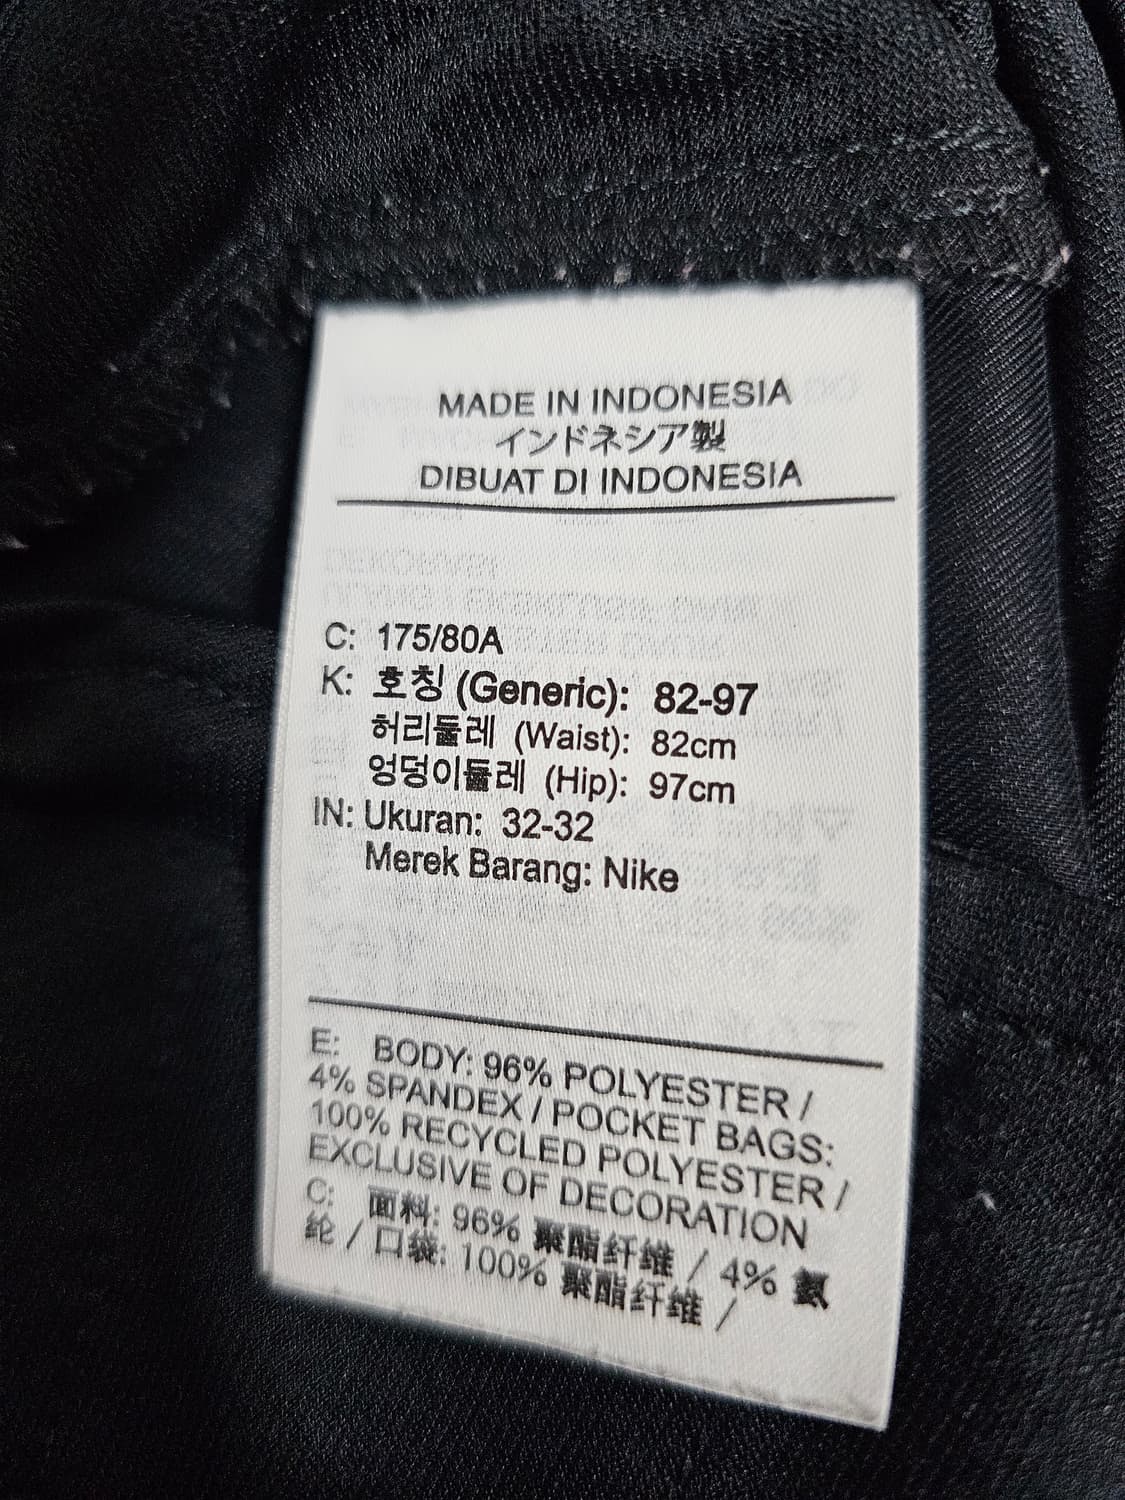 MADE IN INDONESIA
インドネシア製
DIBUAT DI INDONESIA
C: 175/80A
K: 호칭 (Generic): 82-97
허리둘레 (Waist): 82cm
엉덩이둘레 (Hip): 97cm
IN: Ukuran: 32-32
Merek Barang: Nike
E: BODY: 96% POLYESTER /
4% SPANDEX / POCKET BAGS:
100% RECYCLED POLYESTER /
EXCLUSIVE OF DECORATION
C: 面料: 96% 聚酯纤维 / 4% 氨
纶 / 口袋: 100% 聚酯纤维 /